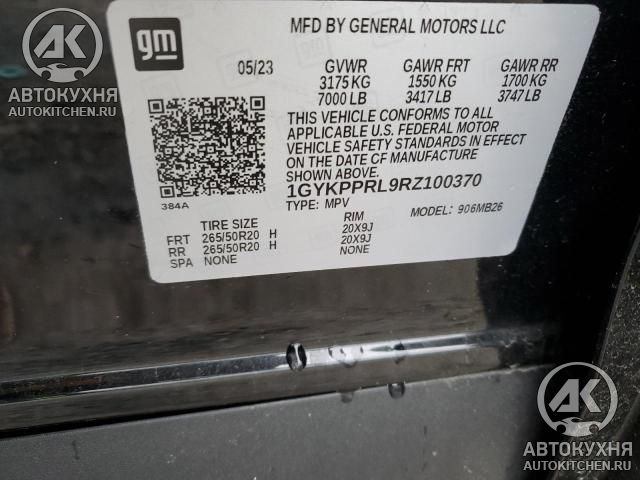 gm
MFD BY GENERAL MOTORS LLC
05/23 GVWR GAWR FRT GAWR RR
3175 KG 1550 KG 1700 KG
7000 LB 3417 LB 3747 LB
THIS VEHICLE CONFORMS TO ALL
APPLICABLE U.S. FEDERAL MOTOR
VEHICLE SAFETY STANDARDS IN EFFECT
ON THE DATE OF MANUFACTURE
SHOWN ABOVE.
1GYKPPRL9RZ100370
384A
TYPE: MPV MODEL: 906MB26
TIRE SIZE RIM
FRT 265/50R20 H 20X9J
RR 265/50R20 H 20X9J
SPA NONE NONE
АК
АВТОКУХНЯ
AUTOKITCHEN.RU
АК
АВТОКУХНЯ
AUTOKITCHEN.RU